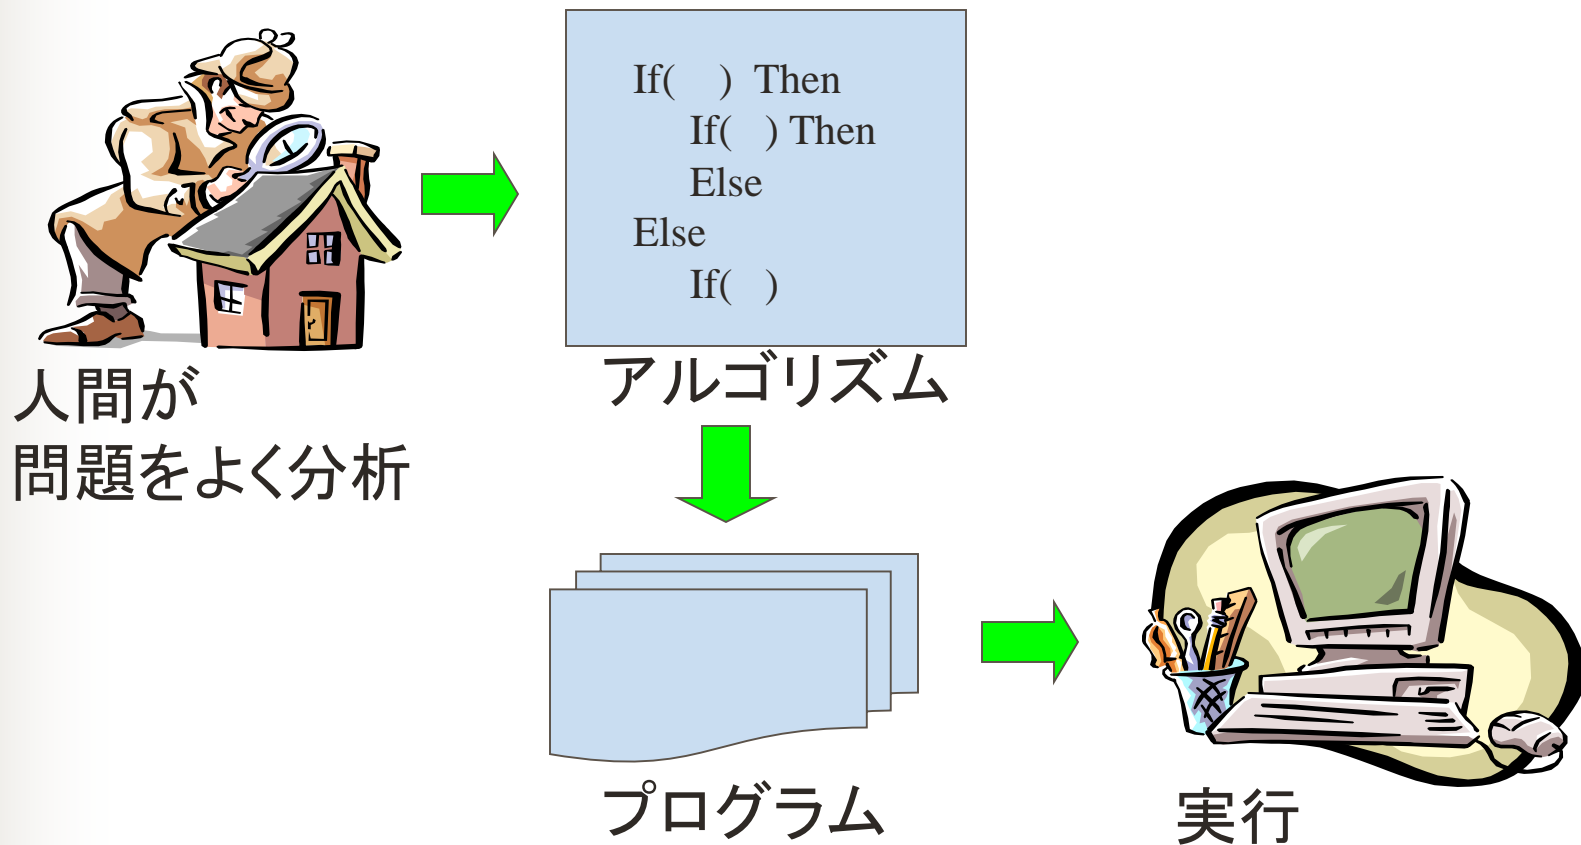 If(   )  Then
If(  ) Then
Else
Else
If(  )
人間が
問題をよく分析
アルゴリズム
プログラム
実行